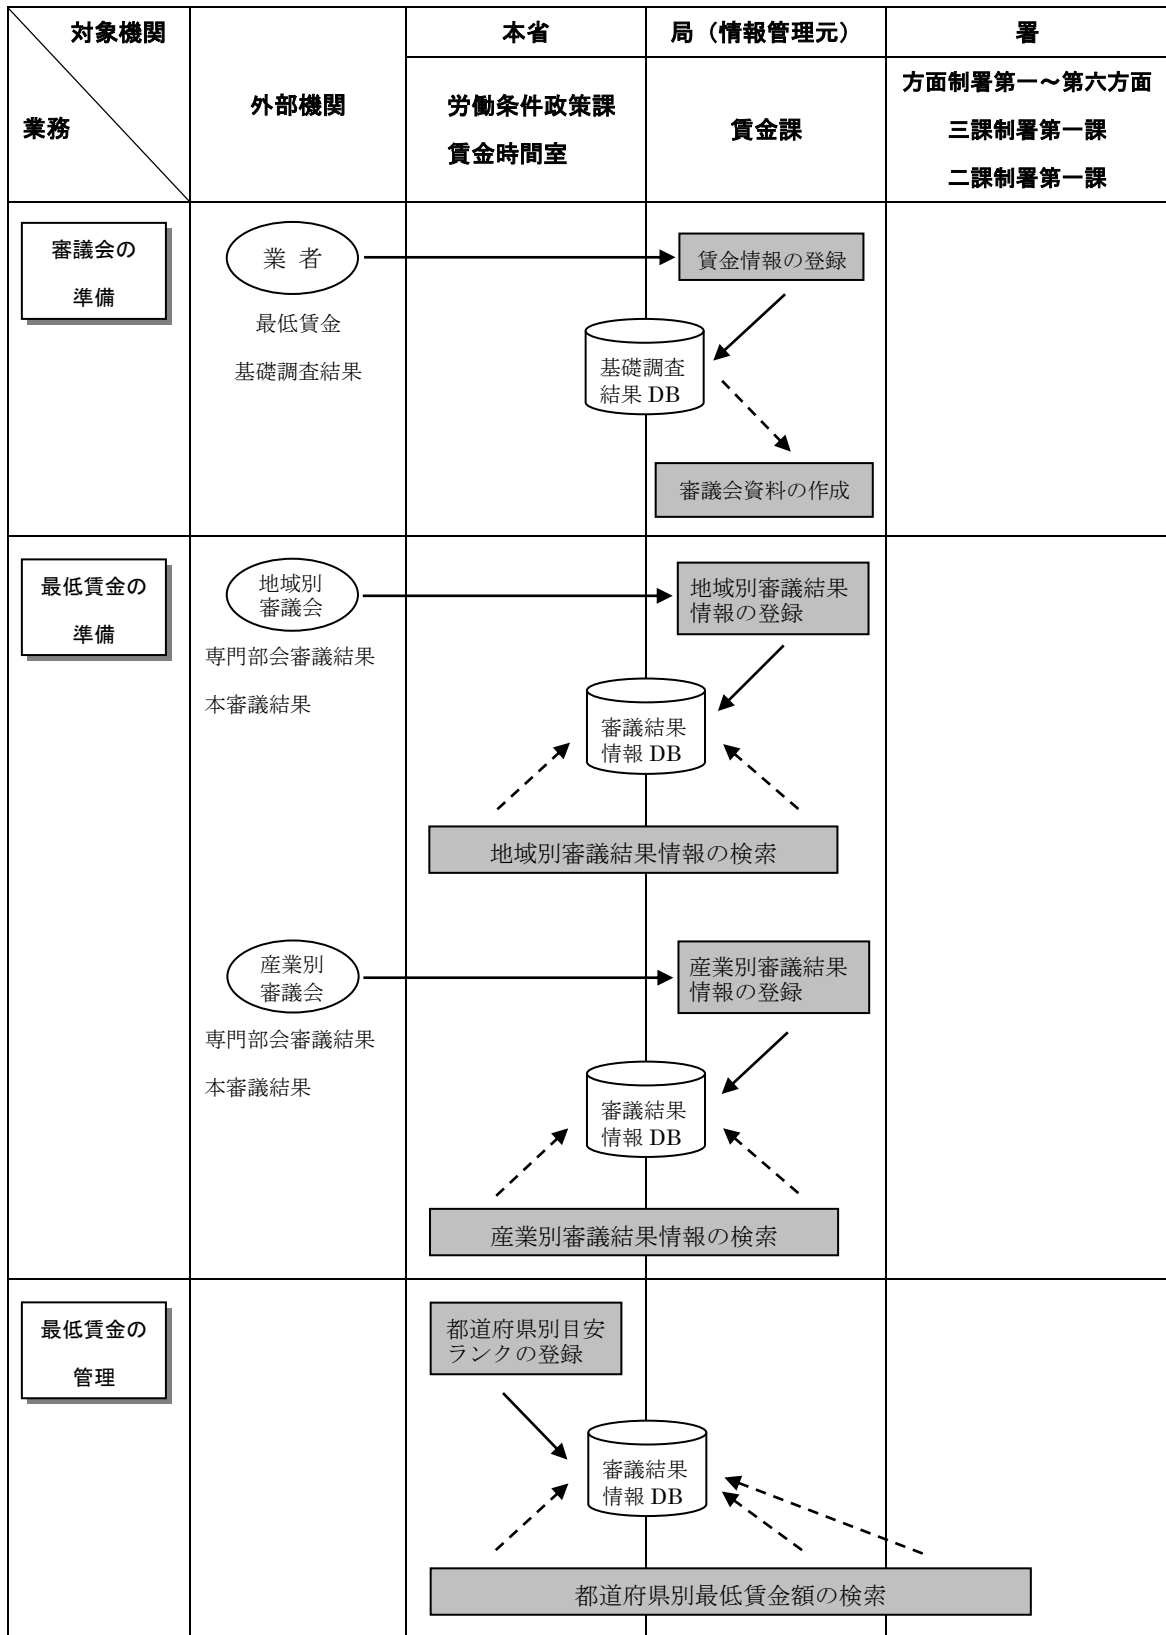 対象機関
業務
外部機関
本省
労働条件政策課
賃金時間室
局（情報管理元）
賃金課
署
方面制署第一～第六方面
三課制署第一課
二課制署第一課
審議会の
準備
業 者
最低賃金
基礎調査結果
賃金情報の登録
基礎調査
結果 DB
審議会資料の作成
最低賃金の
準備
地域別
審議会
専門部会審議結果
本審議結果
地域別審議結果
情報の登録
審議結果
情報 DB
地域別審議結果情報の検索
産業別
審議会
専門部会審議結果
本審議結果
産業別審議結果
情報の登録
審議結果
情報 DB
産業別審議結果情報の検索
最低賃金の
管理
都道府県別目安
ランクの登録
審議結果
情報 DB
都道府県別最低賃金額の検索